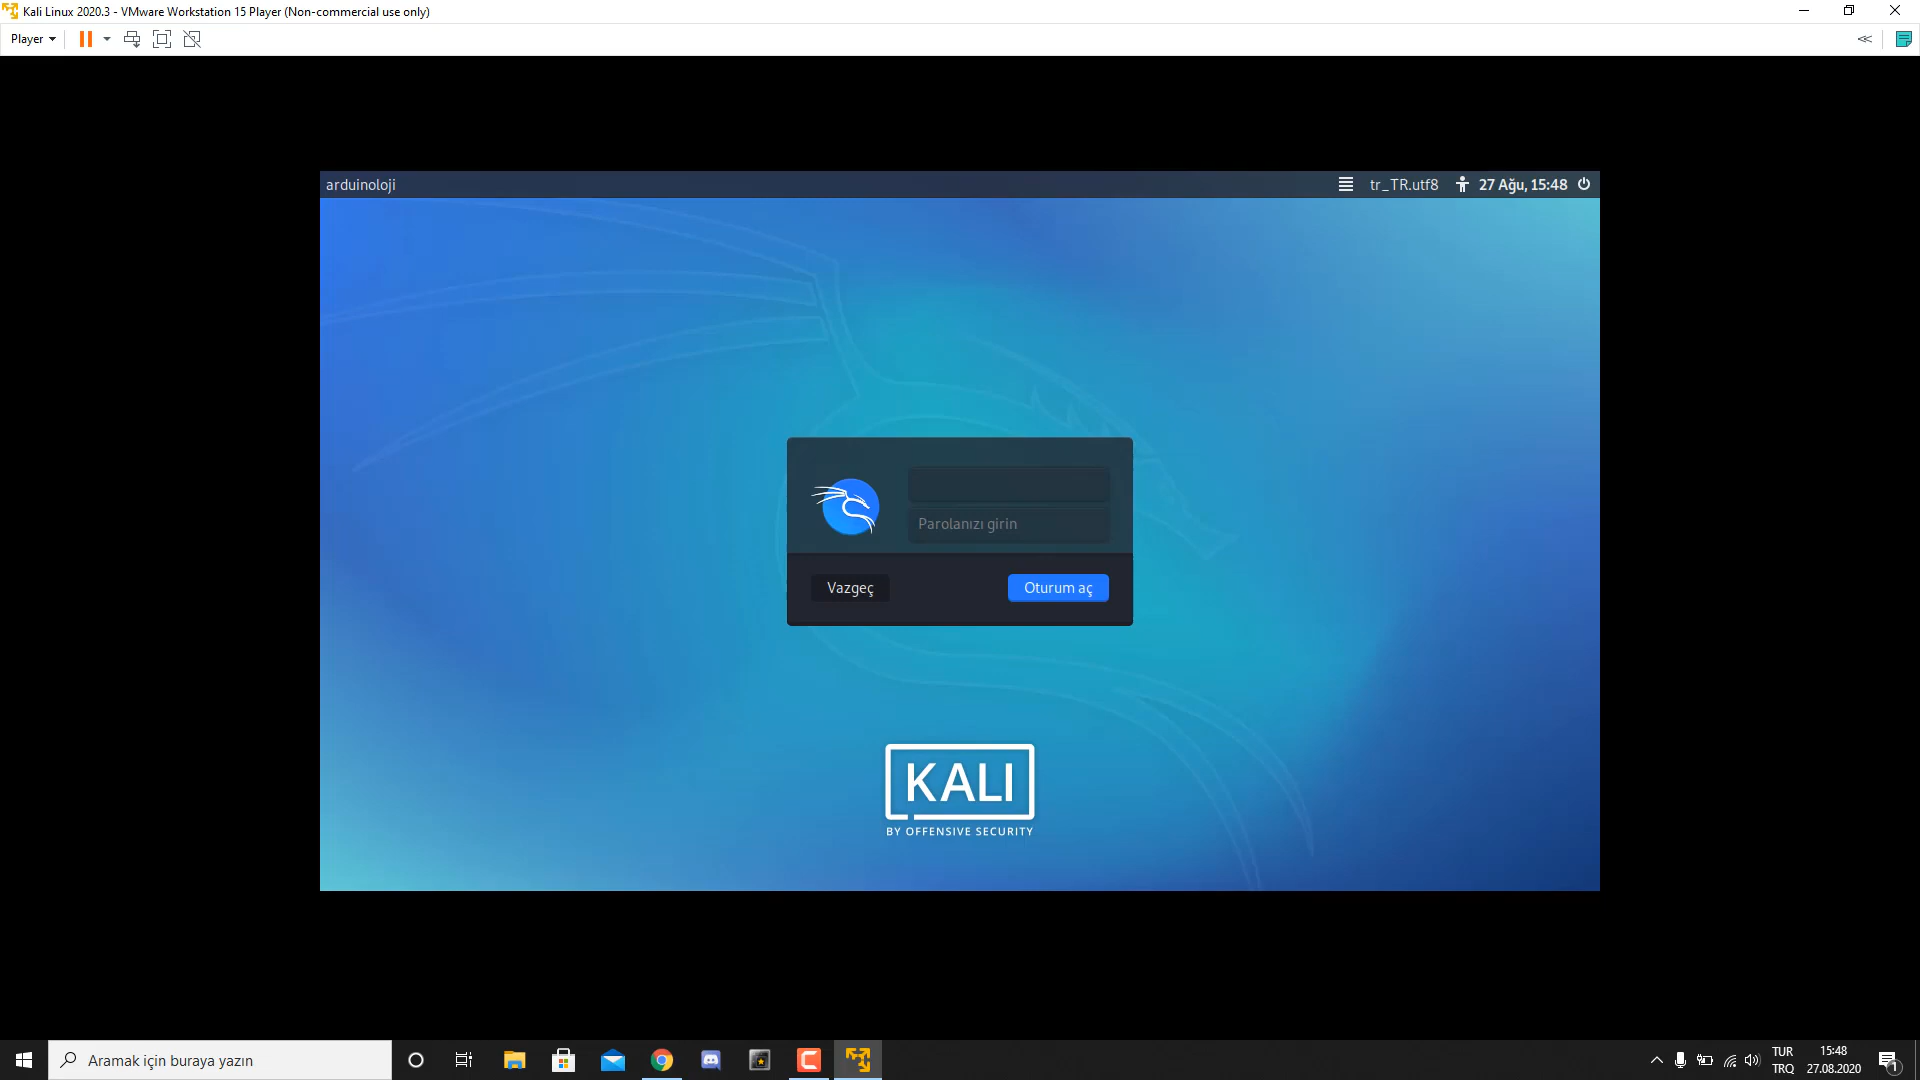 Kali Linux 2020.3 - VMware Workstation 15 Player (Non-commercial use only)
Player
arduinoloji
tr_TR.utf8
27 Ağu, 15:48
Parolanızı girin
Vazgeç
Oturum aç
KALI
BY OFFENSIVE SECURITY
Aramak için buraya yazın
TUR
TRQ
15:48
27.08.2020
1